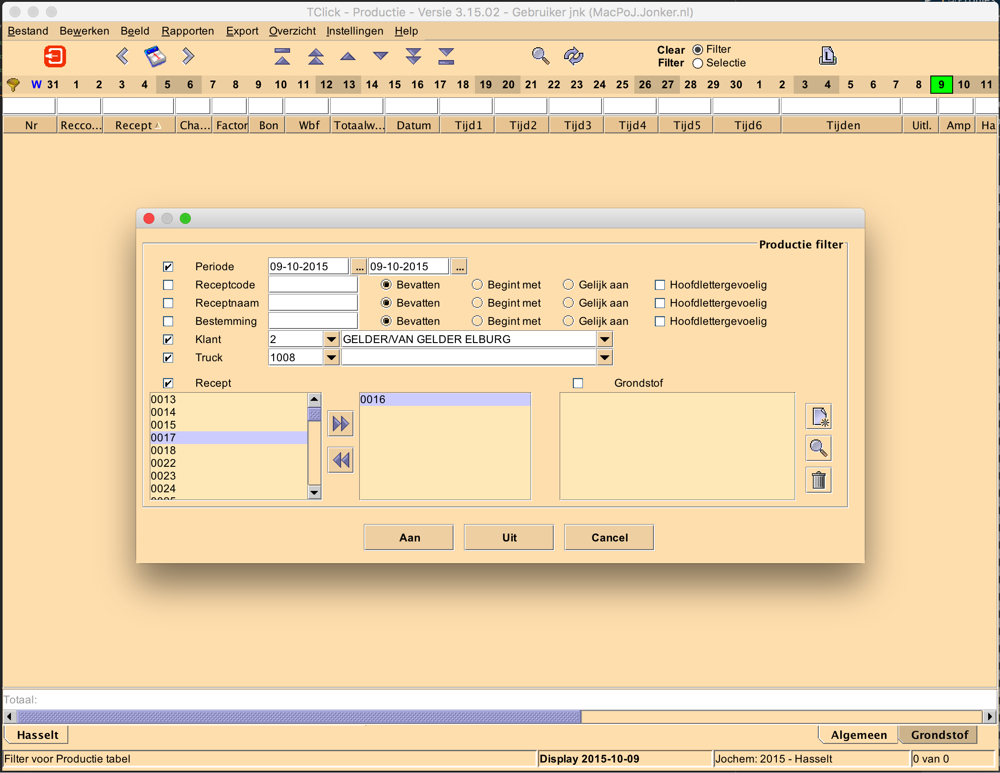 TClick - Productie - Versie 3.15.02 - Gebruiker jnk (MacPoJ.Jonker.nl)
Bestand Bewerken Beeld Rapporten Export Overzicht Instellingen Help
Clear Filter
Filter Selectie
L
W 31 1 2 3 4 5 6 7 8 9 10 11 12 13 14 15 16 17 18 19 20 21 22 23 24 25 26 27 28 29 30 1 2 3 4 5 6 7 8 9 10 11
Nr Recco... Recept Cha... Factor Bon Wbf Totaalw... Datum Tijd1 Tijd2 Tijd3 Tijd4 Tijd5 Tijd6 Tijden Uitl. Amp Ha
Productie filter
Periode 09-10-2015 ... 09-10-2015 ...
Receptcode Bevatten Begint met Gelijk aan Hoofdlettergevoelig
Receptnaam Bevatten Begint met Gelijk aan Hoofdlettergevoelig
Bestemming Bevatten Begint met Gelijk aan Hoofdlettergevoelig
Klant 2 GELDER/VAN GELDER ELBURG
Truck 1008
Recept Grondstof
0013 0016
0014
0015
0017
0018
0022
0023
0024
Aan Uit Cancel
Totaal:
Hasselt Algemeen Grondstof
Filter voor Productie tabel Display 2015-10-09 Jochem: 2015 - Hasselt 0 van 0